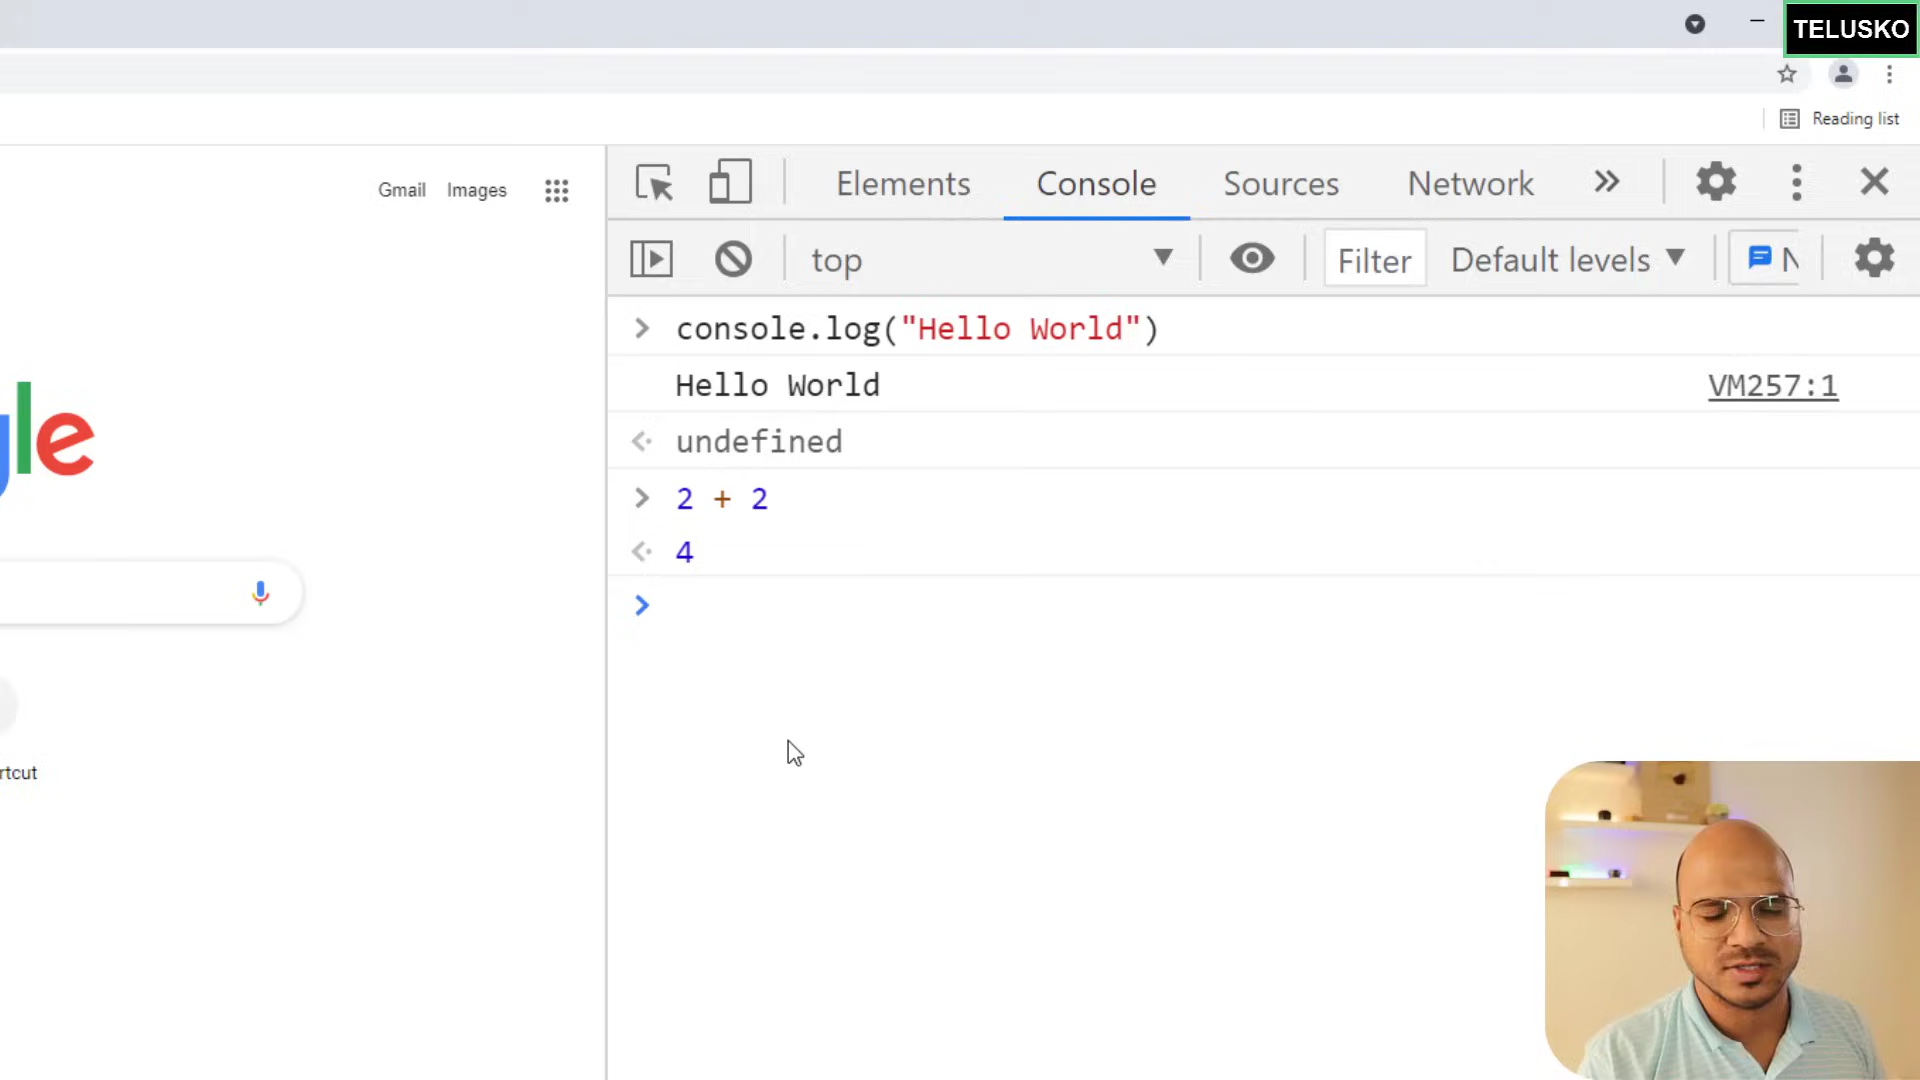 TELUSKO
Reading list
Gmail Images
Elements Console Sources Network
top Filter Default levels N
console.log("Hello World")
Hello World VM257:1
undefined
2 + 2
4
gle
rtcut